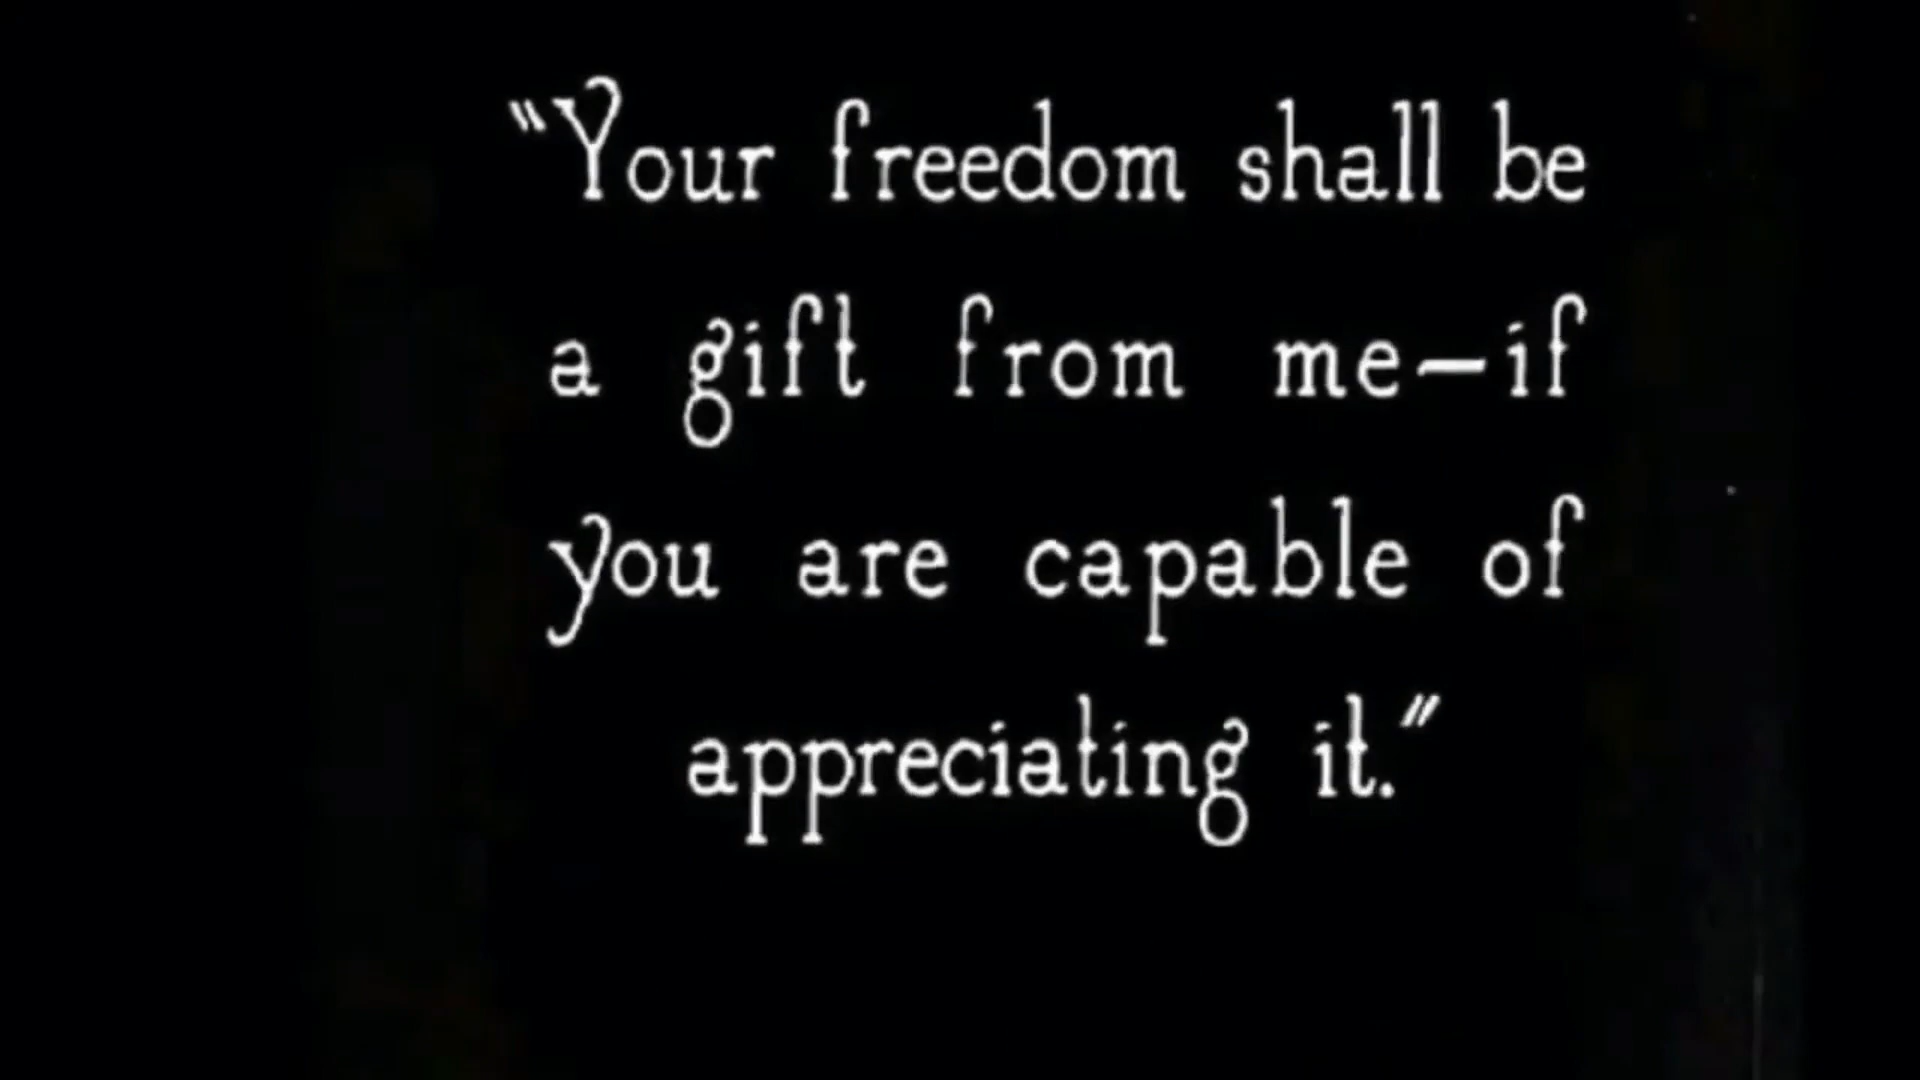 "Your freedom shall be
a gift from me—if
you are capable of
appreciating it."